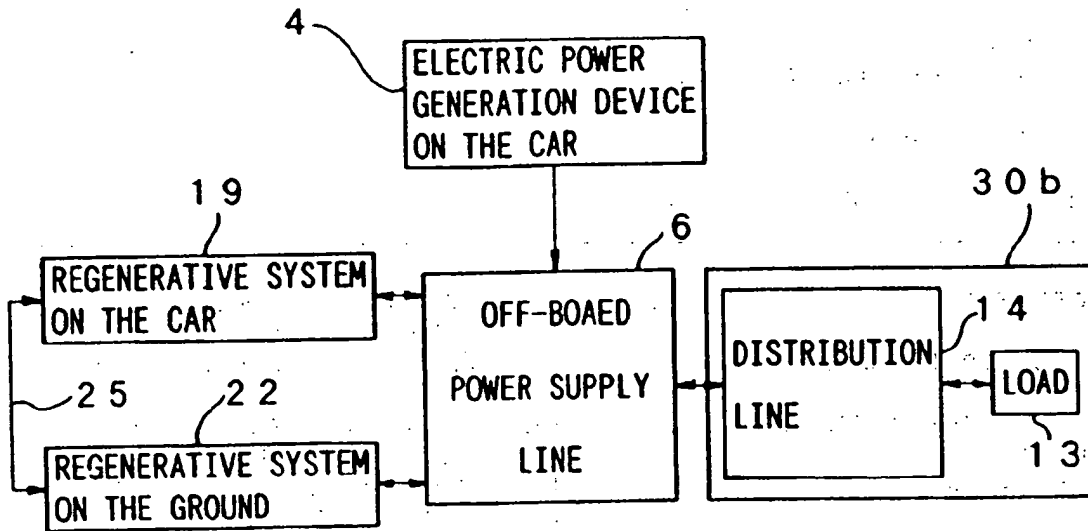 4
ELECTRIC POWER
GENERATION DEVICE
ON THE CAR
19
REGENERATIVE SYSTEM
ON THE CAR
25
22
REGENERATIVE SYSTEM
ON THE GROUND
6
OFF-BOAED
POWER SUPPLY
LINE
30b
14
DISTRIBUTION
LINE
LOAD
13